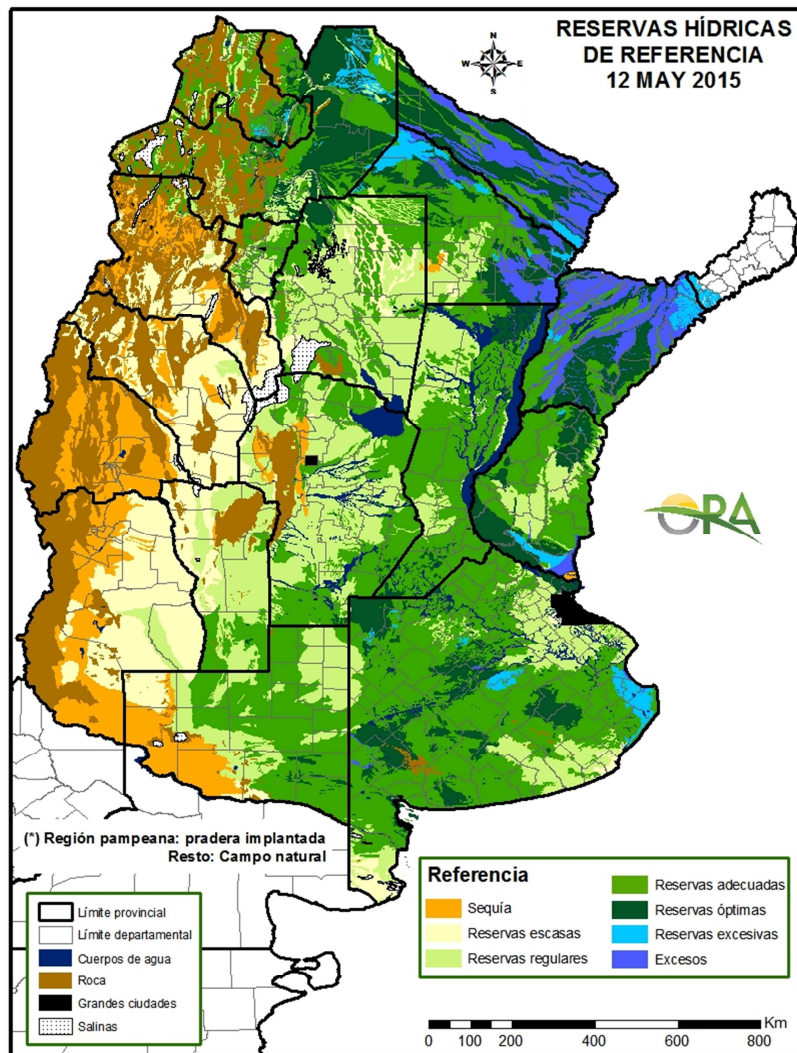 RESERVAS HÍDRICAS
DE REFERENCIA
12 MAY 2015
N
W
E
S
ORA
(*) Región pampeana: pradera implantada
Resto: Campo natural
Límite provincial
Límite departamental
Cuerpos de agua
Roca
Grandes ciudades
Salinas
Referencia
Sequía
Reservas escasas
Reservas regulares
Reservas adecuadas
Reservas óptimas
Reservas excesivas
Excesos
Km
0 100 200 400 600 800